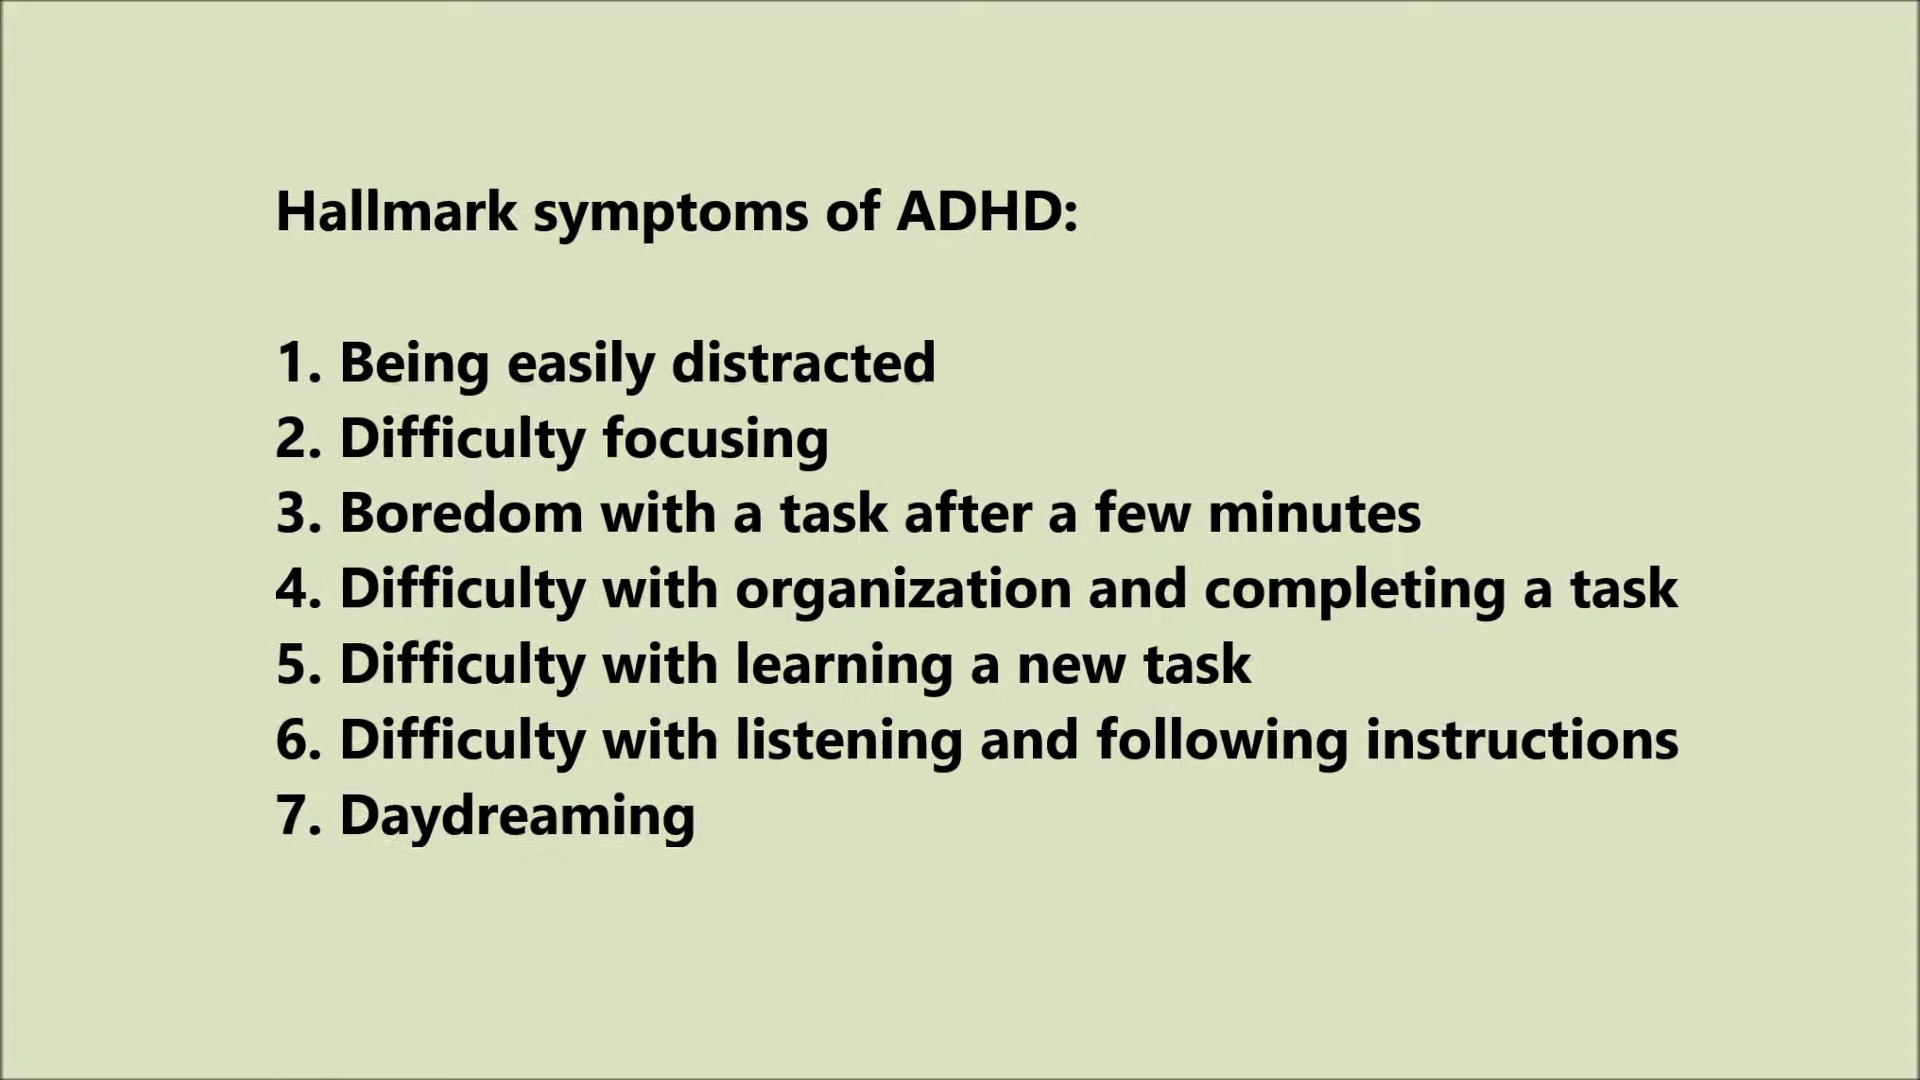 Hallmark symptoms of ADHD:
1. Being easily distracted
2. Difficulty focusing
3. Boredom with a task after a few minutes
4. Difficulty with organization and completing a task
5. Difficulty with learning a new task
6. Difficulty with listening and following instructions
7. Daydreaming